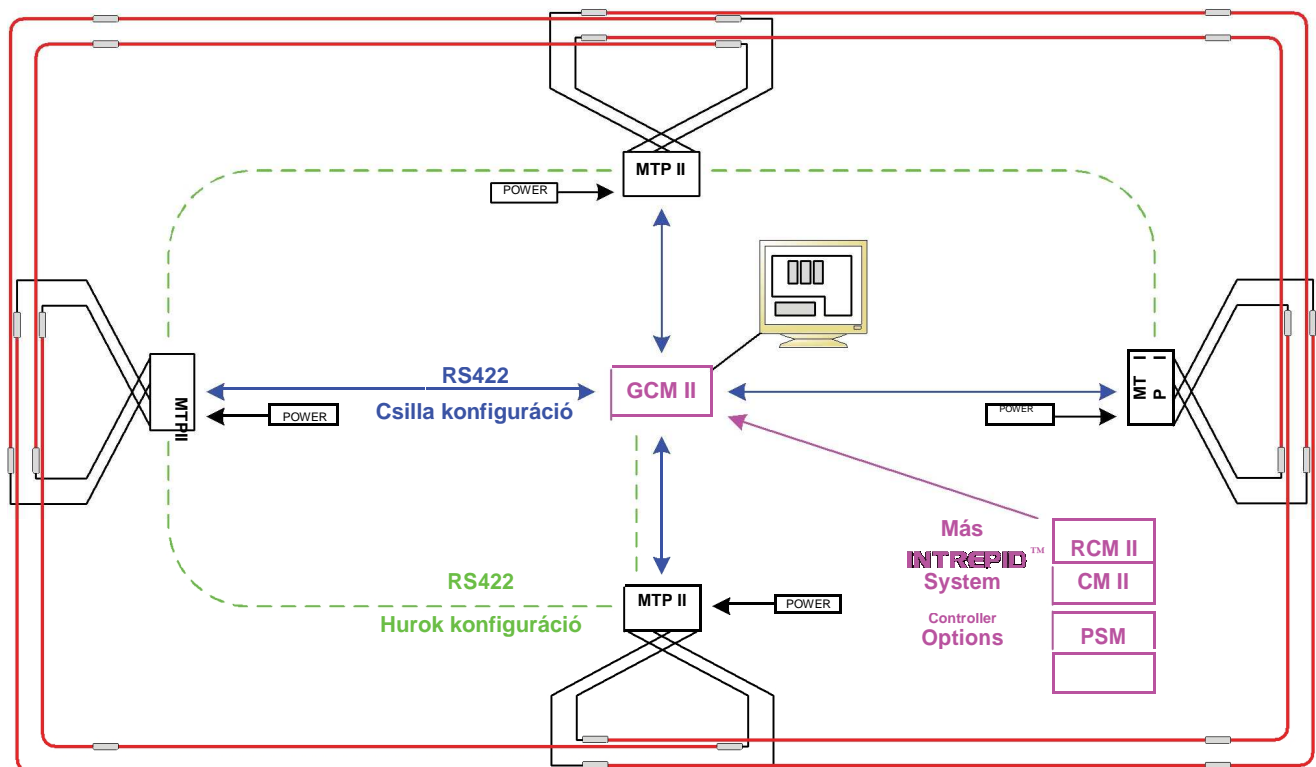 MTP II
POWER
GCM II
RS422
Csilla konfiguráció
MTPII
POWER
MT
P
I I
POWER
RS422
Hurok konfiguráció
MTP II
POWER
Más
INTREPID™
System
Controller
Options
RCM II
CM II
PSM